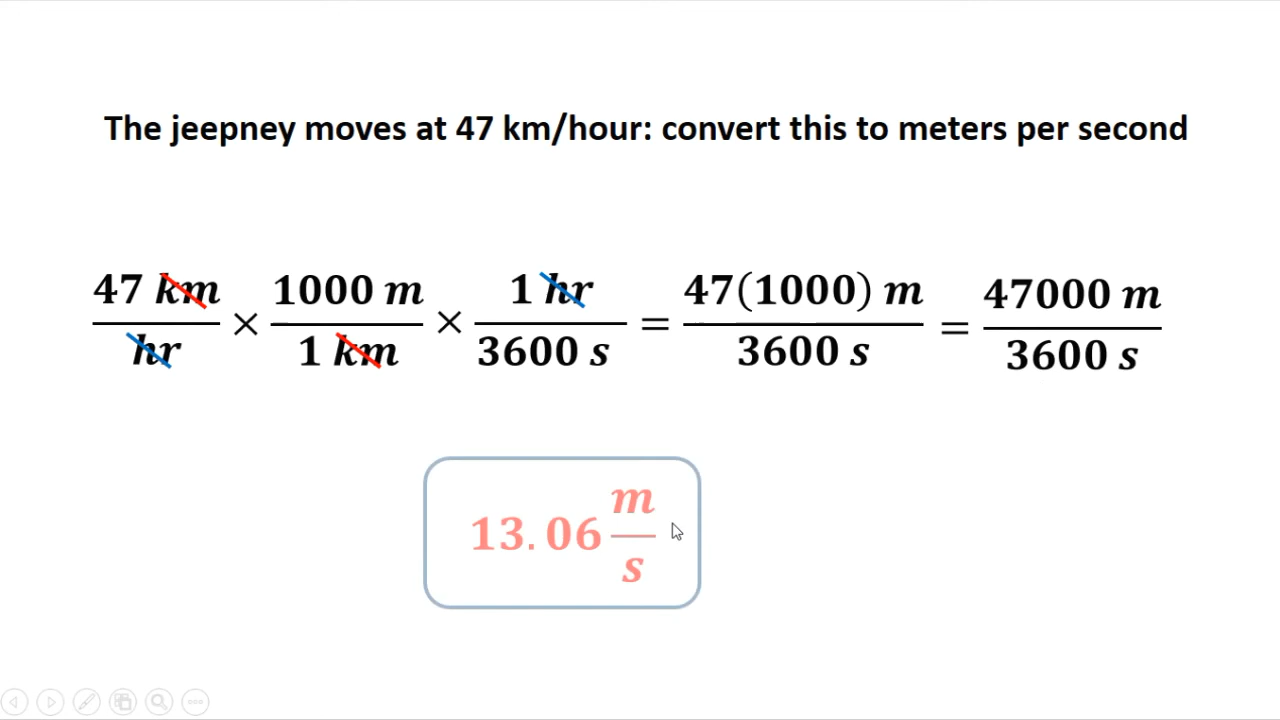 The jeepney moves at 47 km/hour: convert this to meters per second
47 km / hr × 1000 m / 1 km × 1 hr / 3600 s = 47(1000) m / 3600 s = 47000 m / 3600 s
13.06 m / s